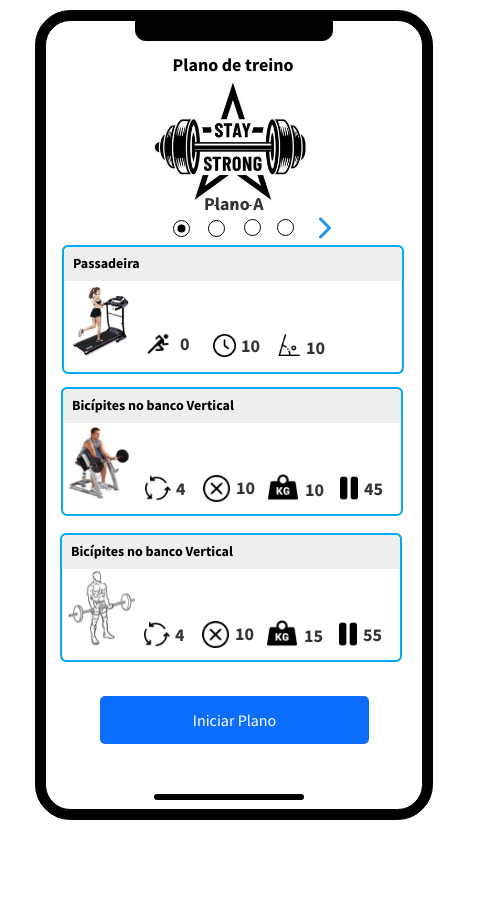 Plano de treino
STAY
STRONG
Plano A
Passadeira
0 10 10
Bicípites no banco Vertical
4 10 KG 10 45
Bicípites no banco Vertical
4 10 KG 15 55
Iniciar Plano